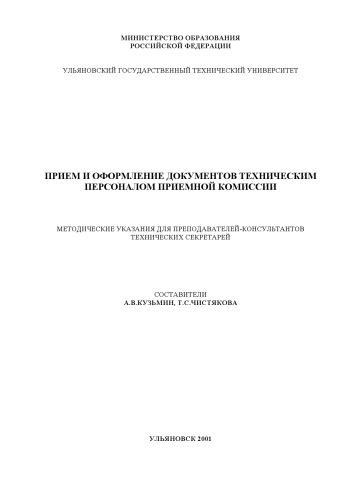 МИНИСТЕРСТВО ОБРАЗОВАНИЯ
РОССИЙСКОЙ ФЕДЕРАЦИИ
УЛЬЯНОВСКИЙ ГОСУДАРСТВЕННЫЙ ТЕХНИЧЕСКИЙ УНИВЕРСИТЕТ
ПРИЕМ И ОФОРМЛЕНИЕ ДОКУМЕНТОВ ТЕХНИЧЕСКИМ
ПЕРСОНАЛОМ ПРИЕМНОЙ КОМИССИИ
МЕТОДИЧЕСКИЕ УКАЗАНИЯ ДЛЯ ПРЕПОДАВАТЕЛЕЙ-КОНСУЛЬТАНТОВ
ТЕХНИЧЕСКИХ СЕКРЕТАРЕЙ
СОСТАВИТЕЛИ
А.В.КУЗЬМИН, Т.С.ЧИСТЯКОВА
УЛЬЯНОВСК 2001